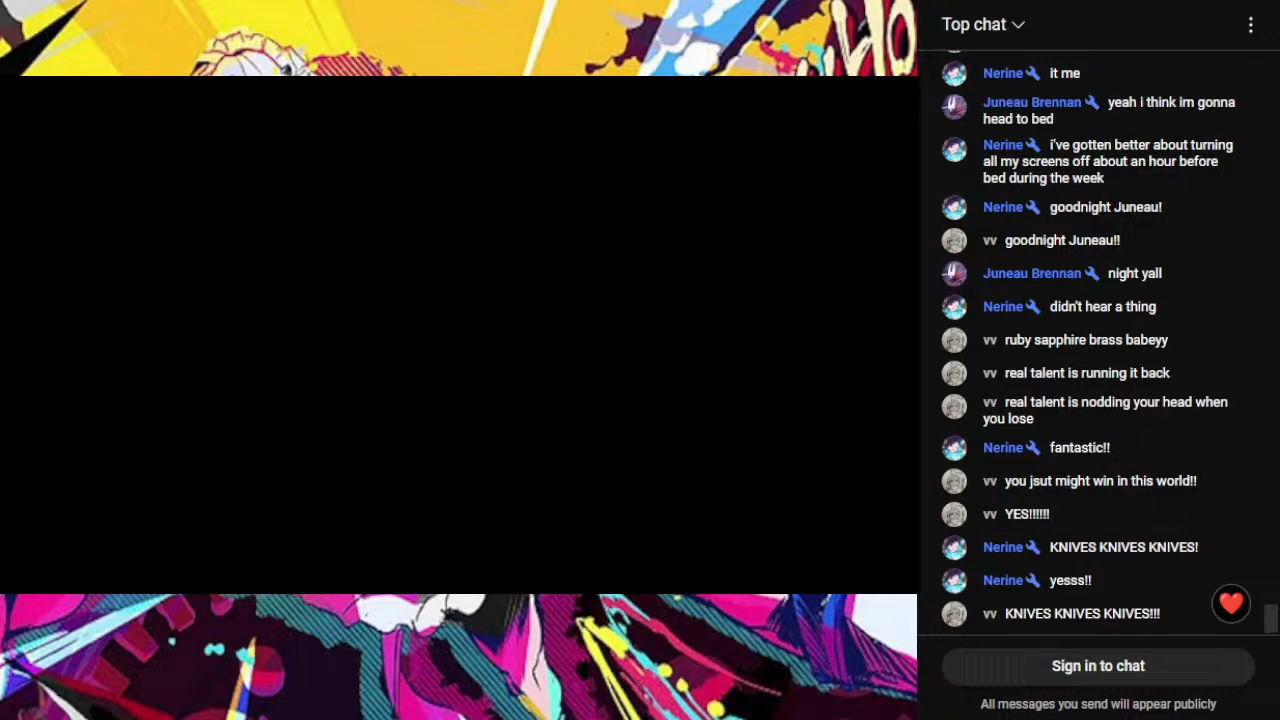 Top chat
Nerine it me
Juneau Brennan yeah i think im gonna
head to bed
Nerine i've gotten better about turning
all my screens off about an hour before
bed during the week
Nerine goodnight Juneau!
vv goodnight Juneau!!
Juneau Brennan night yall
Nerine didn't hear a thing
vv ruby sapphire brass babeyy
vv real talent is running it back
vv real talent is nodding your head when
you lose
Nerine fantastic!!
vv you jsut might win in this world!!
vv YES!!!!!!
Nerine KNIVES KNIVES KNIVES!
Nerine yesss!!
vv KNIVES KNIVES KNIVES!!!
Sign in to chat
All messages you send will appear publicly